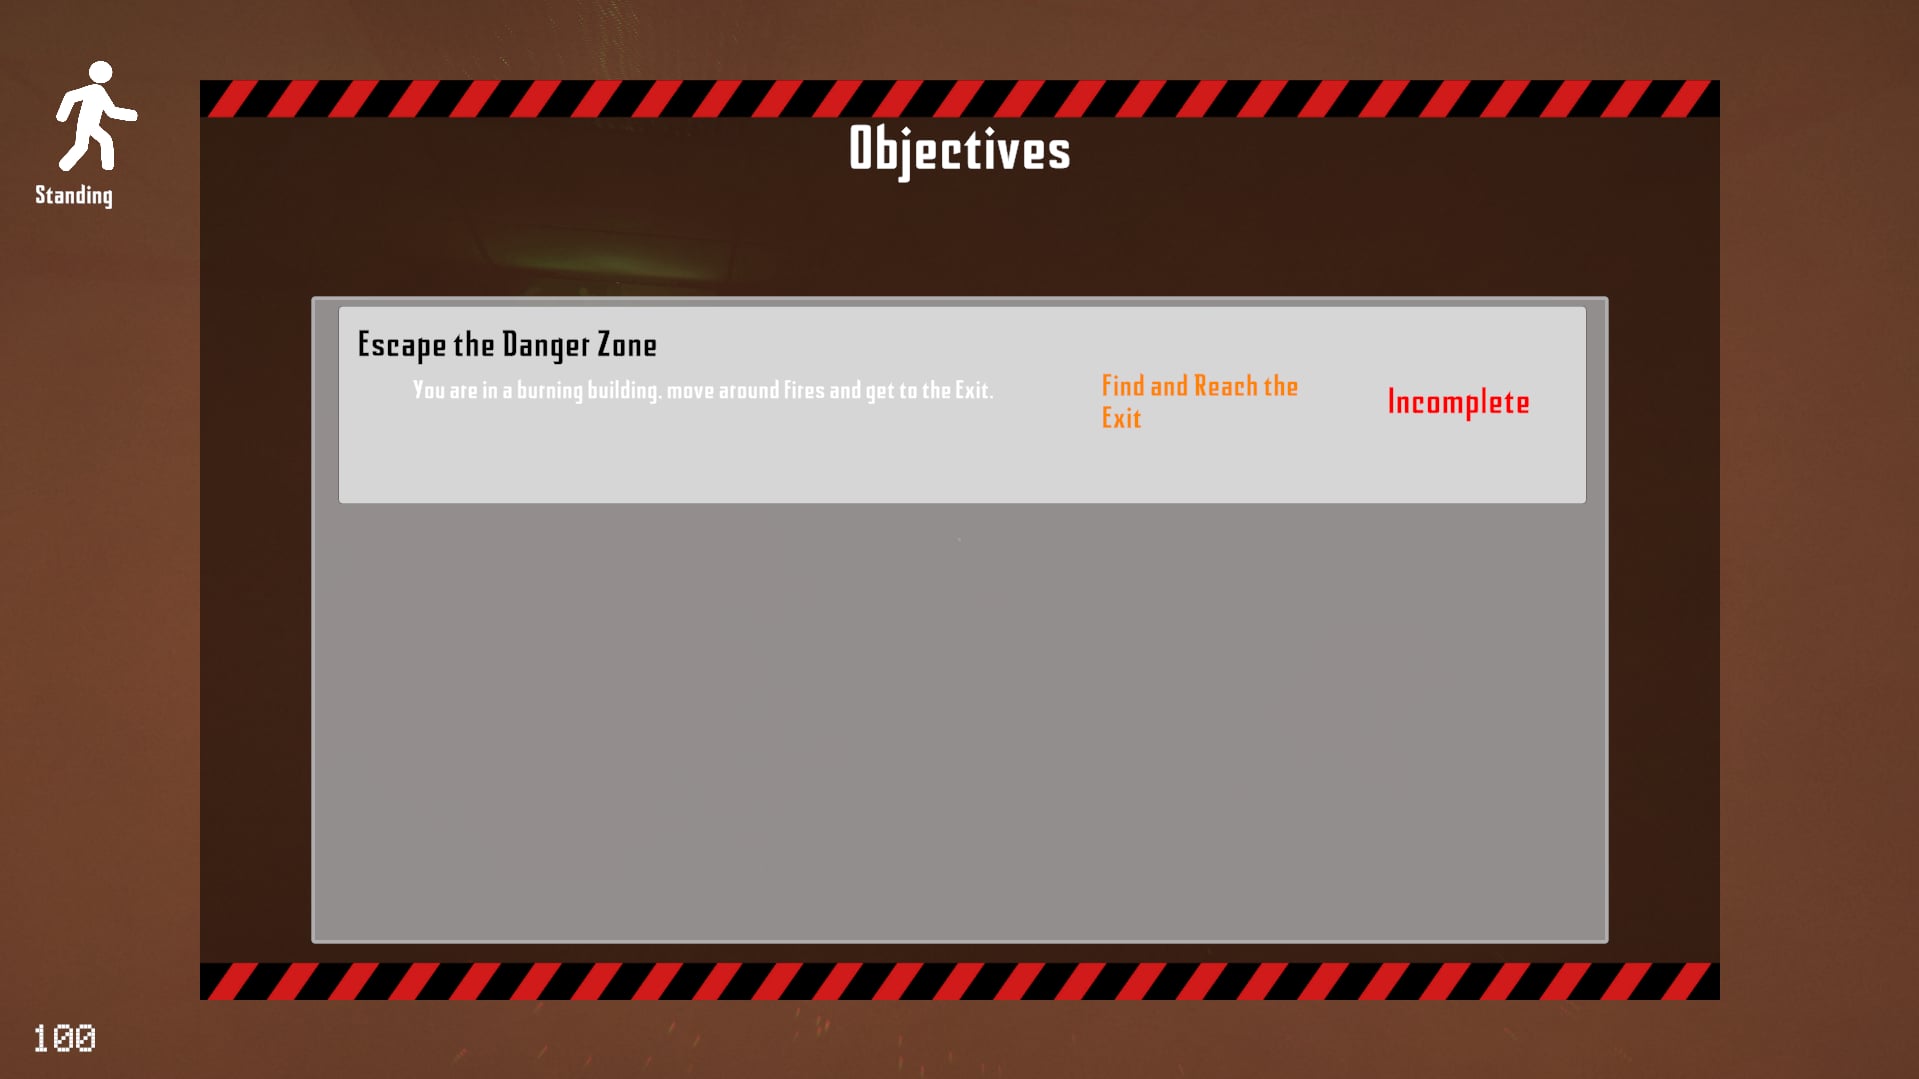 Objectives
Standing
Escape the Danger Zone
You are in a burning building, move around Fires and get to the Exit.
Find and Reach the
Exit
Incomplete
100